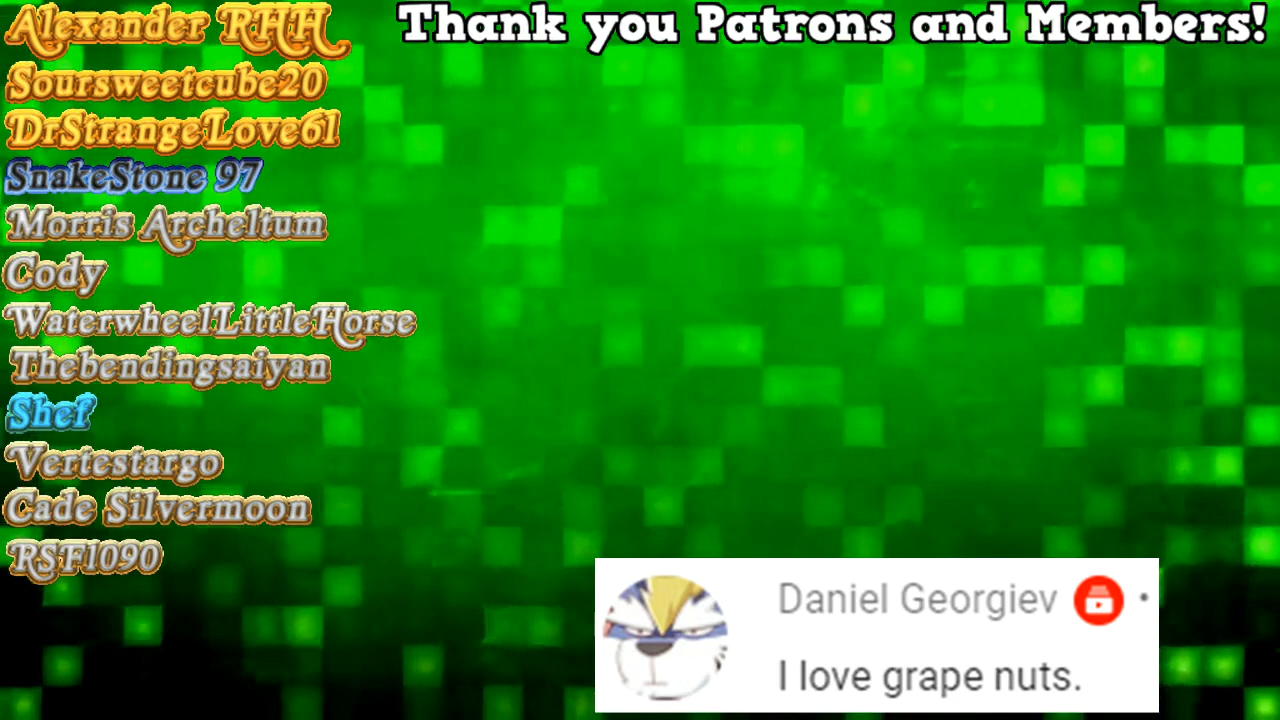 Thank you Patrons and Members!
Alexander RHH
Soursweetcube20
DrStrangeLove61
SnakeStone 97
Morris Archeltum
Cody
WaterwheelLittleHorse
Thebendingsaiyan
Shef
Vertestargo
Cade Silvermoon
RSF1090
Daniel Georgiev •
I love grape nuts.